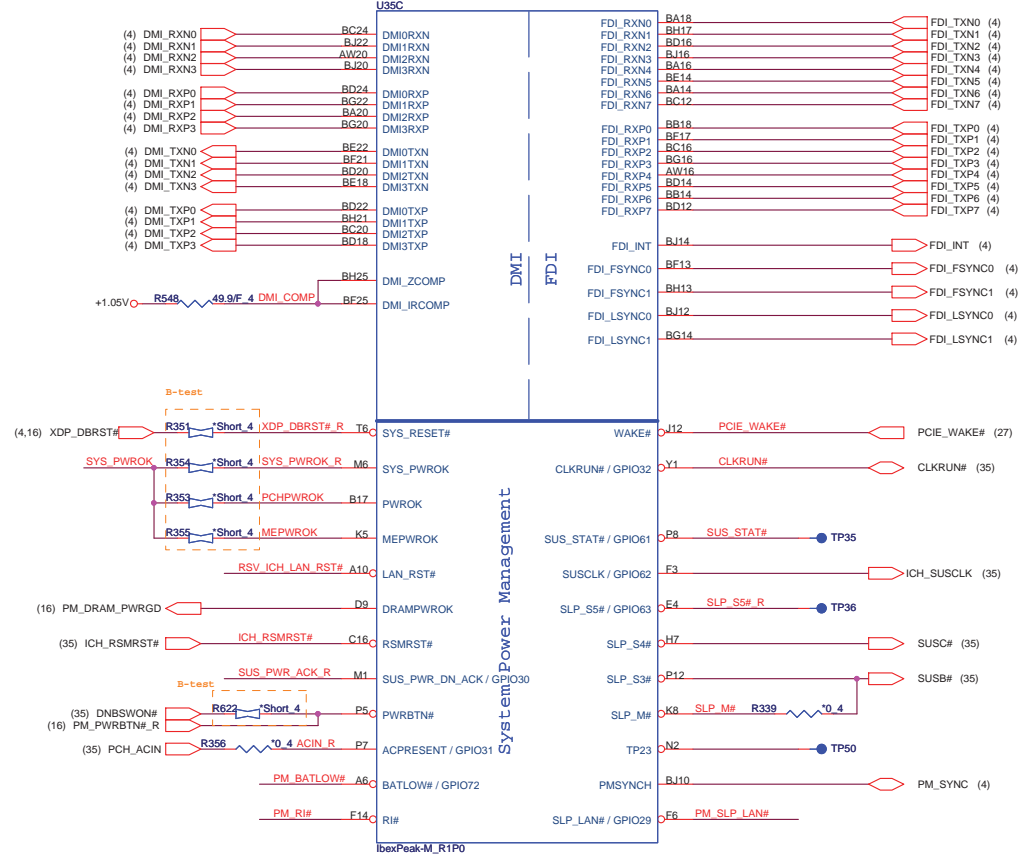 U35C
(4) DMI_RXN0 BC24 DMI0RXN
(4) DMI_RXN1 BJ22 DMI1RXN
(4) DMI_RXN2 AW20 DMI2RXN
(4) DMI_RXN3 BJ20 DMI3RXN
(4) DMI_RXP0 BD24 DMI0RXP
(4) DMI_RXP1 BG22 DMI1RXP
(4) DMI_RXP2 BA20 DMI2RXP
(4) DMI_RXP3 BG20 DMI3RXP
(4) DMI_TXN0 BE22 DMI0TXN
(4) DMI_TXN1 BF21 DMI1TXN
(4) DMI_TXN2 BD20 DMI2TXN
(4) DMI_TXN3 BE18 DMI3TXN
(4) DMI_TXP0 BD22 DMI0TXP
(4) DMI_TXP1 BH21 DMI1TXP
(4) DMI_TXP2 BC20 DMI2TXP
(4) DMI_TXP3 BD18 DMI3TXP
BH25 DMI_ZCOMP
+1.05V R548 49.9/F_4 DMI_COMP BF25 DMI_IRCOMP
DMI
FDI
FDI_RXN0 BA18 FDI_TXN0 (4)
FDI_RXN1 BH17 FDI_TXN1 (4)
FDI_RXN2 BD16 FDI_TXN2 (4)
FDI_RXN3 BJ16 FDI_TXN3 (4)
FDI_RXN4 BA16 FDI_TXN4 (4)
FDI_RXN5 BE14 FDI_TXN5 (4)
FDI_RXN6 BA14 FDI_TXN6 (4)
FDI_RXN7 BC12 FDI_TXN7 (4)
FDI_RXP0 BB18 FDI_TXP0 (4)
FDI_RXP1 BF17 FDI_TXP1 (4)
FDI_RXP2 BC16 FDI_TXP2 (4)
FDI_RXP3 BG16 FDI_TXP3 (4)
FDI_RXP4 AW16 FDI_TXP4 (4)
FDI_RXP5 BD14 FDI_TXP5 (4)
FDI_RXP6 BB14 FDI_TXP6 (4)
FDI_RXP7 BD12 FDI_TXP7 (4)
FDI_INT BJ14 FDI_INT (4)
FDI_FSYNC0 BF13 FDI_FSYNC0 (4)
FDI_FSYNC1 BH13 FDI_FSYNC1 (4)
FDI_LSYNC0 BJ12 FDI_LSYNC0 (4)
FDI_LSYNC1 BG14 FDI_LSYNC1 (4)
B-test
(4,16) XDP_DBRST# R351 *Short_4 XDP_DBRST#_R T6 SYS_RESET#
SYS_PWROK R354 *Short_4 SYS_PWROK_R M6 SYS_PWROK
R353 *Short_4 PCHPWROK B17 PWROK
R355 *Short_4 MEPWROK K5 MEPWROK
RSV_ICH_LAN_RST# A10 LAN_RST#
(16) PM_DRAM_PWRGD D9 DRAMPWROK
(35) ICH_RSMRST# ICH_RSMRST# C16 RSMRST#
SUS_PWR_ACK_R M1 SUS_PWR_DN_ACK / GPIO30
B-test
(35) DNBSWON# R622 *Short_4 P5 PWRBTN#
(16) PM_PWRBTN#_R
(35) PCH_ACIN R356 *0_4 ACIN_R P7 ACPRESENT / GPIO31
PM_BATLOW# A6 BATLOW# / GPIO72
PM_RI# F14 RI#
System Power Management
WAKE# J12 PCIE_WAKE# PCIE_WAKE# (27)
CLKRUN# / GPIO32 Y1 CLKRUN# CLKRUN# (35)
SUS_STAT# / GPIO61 P8 SUS_STAT# TP35
SUSCLK / GPIO62 F3 ICH_SUSCLK (35)
SLP_S5# / GPIO63 E4 SLP_S5#_R TP36
SLP_S4# H7 SUSC# (35)
SLP_S3# P12 SUSB# (35)
SLP_M# K8 SLP_M# R339 *0_4
TP23 N2 TP50
PMSYNCH BJ10 PM_SYNC (4)
SLP_LAN# / GPIO29 F6 PM_SLP_LAN#
IbexPeak-M_R1P0